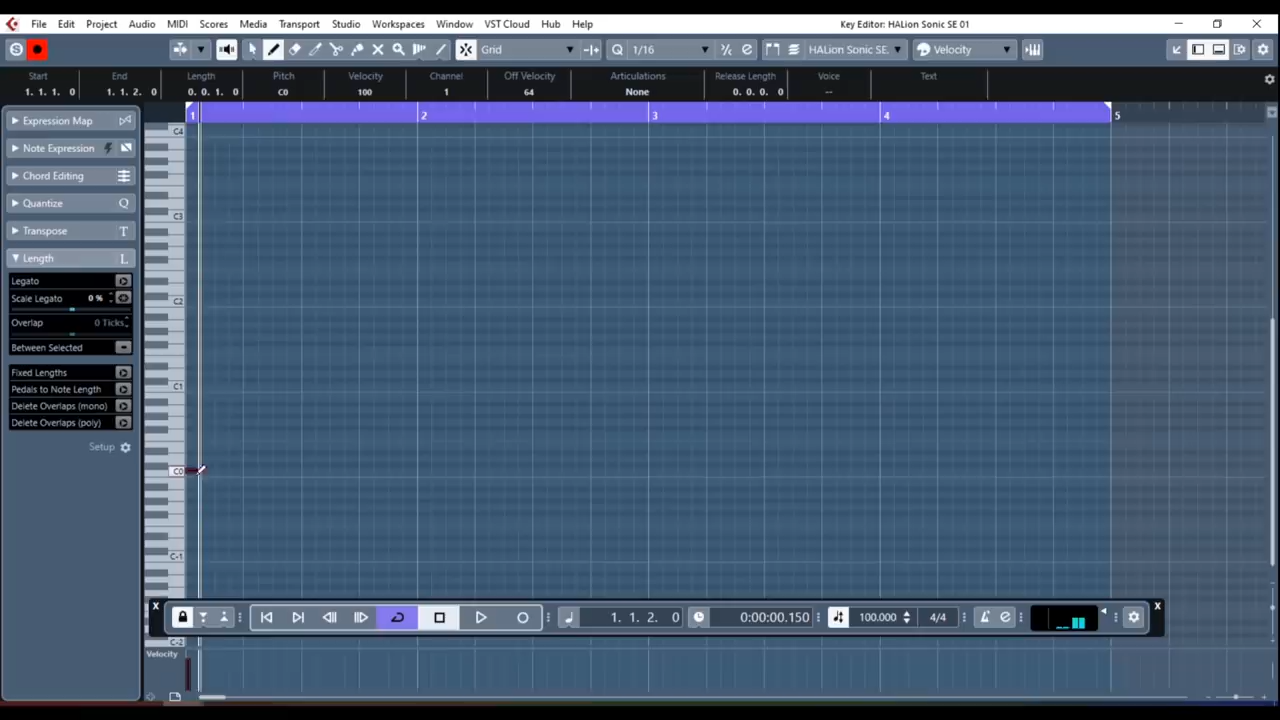 File Edit Project Audio MIDI Scores Media Transport Studio Workspaces Window VST Cloud Hub Help Key Editor: HALion Sonic SE 01
S Grid Q 1/16 HALion Sonic SE. Velocity
Start End Length Pitch Velocity Channel Off Velocity Articulations Release Length Voice Text
1. 1. 1. 0 1. 1. 2. 0 0. 0. 1. 0 C0 100 1 64 None 0. 0. 0. 0 --
1 2 3 4 5
Expression Map
Note Expression
Chord Editing
Quantize Q
Transpose T
Length L
Legato
Scale Legato 0 %
Overlap 0 Ticks
Between Selected
Fixed Lengths
Pedals to Note Length
Delete Overlaps (mono)
Delete Overlaps (poly)
Setup
C4
C3
C2
C1
C0
C-1
C-2
X X
1. 1. 2. 0 0:00:00.150 100.000 4/4
Velocity